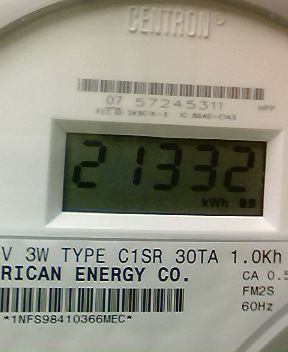 CENTRON
07 57245311 HPP
21332
kWh
V 3W TYPE C1SR 30TA 1.0Kh
RICAN ENERGY CO.
CA 0.5
FM2S
60Hz
*1NFS98410366MEC*